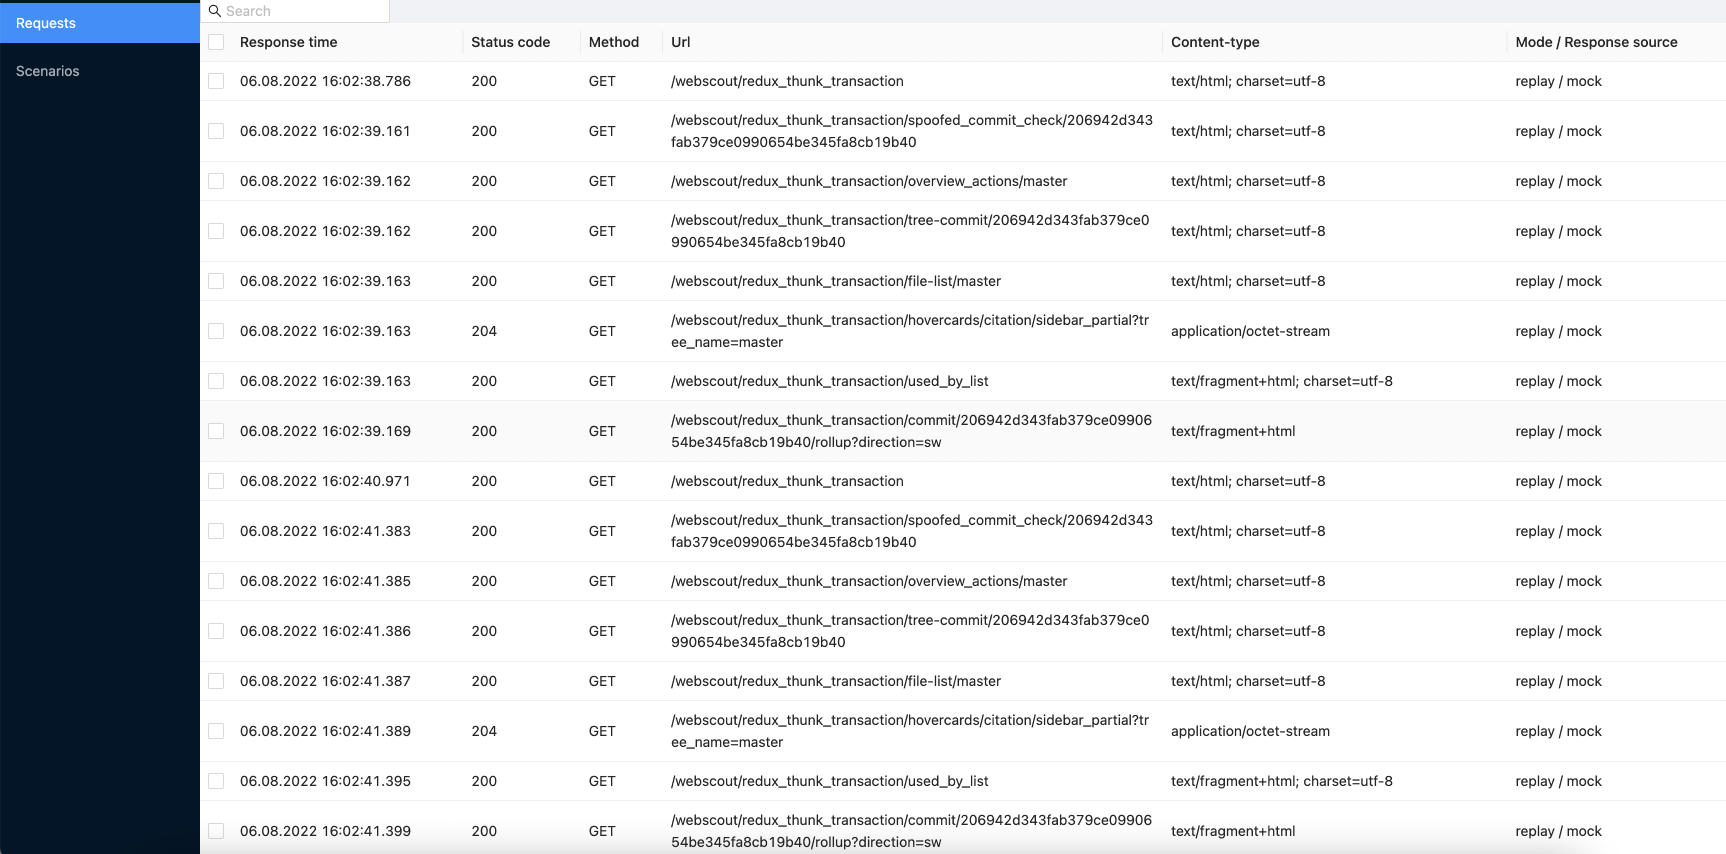 Requests
Scenarios
Search
Response time Status code Method Url Content-type Mode / Response source
06.08.2022 16:02:38.786 200 GET /webscout/redux_thunk_transaction text/html; charset=utf-8 replay / mock
06.08.2022 16:02:39.161 200 GET /webscout/redux_thunk_transaction/spoofed_commit_check/206942d343 text/html; charset=utf-8 replay / mock
fab379ce0990654be345fa8cb19b40
06.08.2022 16:02:39.162 200 GET /webscout/redux_thunk_transaction/overview_actions/master text/html; charset=utf-8 replay / mock
06.08.2022 16:02:39.162 200 GET /webscout/redux_thunk_transaction/tree-commit/206942d343fab379ce0 text/html; charset=utf-8 replay / mock
990654be345fa8cb19b40
06.08.2022 16:02:39.163 200 GET /webscout/redux_thunk_transaction/file-list/master text/html; charset=utf-8 replay / mock
06.08.2022 16:02:39.163 204 GET /webscout/redux_thunk_transaction/hovercards/citation/sidebar_partial?tr application/octet-stream replay / mock
ee_name=master
06.08.2022 16:02:39.163 200 GET /webscout/redux_thunk_transaction/used_by_list text/fragment+html; charset=utf-8 replay / mock
06.08.2022 16:02:39.169 200 GET /webscout/redux_thunk_transaction/commit/206942d343fab379ce09906 text/fragment+html replay / mock
54be345fa8cb19b40/rollup?direction=sw
06.08.2022 16:02:40.971 200 GET /webscout/redux_thunk_transaction text/html; charset=utf-8 replay / mock
06.08.2022 16:02:41.383 200 GET /webscout/redux_thunk_transaction/spoofed_commit_check/206942d343 text/html; charset=utf-8 replay / mock
fab379ce0990654be345fa8cb19b40
06.08.2022 16:02:41.385 200 GET /webscout/redux_thunk_transaction/overview_actions/master text/html; charset=utf-8 replay / mock
06.08.2022 16:02:41.386 200 GET /webscout/redux_thunk_transaction/tree-commit/206942d343fab379ce0 text/html; charset=utf-8 replay / mock
990654be345fa8cb19b40
06.08.2022 16:02:41.387 200 GET /webscout/redux_thunk_transaction/file-list/master text/html; charset=utf-8 replay / mock
06.08.2022 16:02:41.389 204 GET /webscout/redux_thunk_transaction/hovercards/citation/sidebar_partial?tr application/octet-stream replay / mock
ee_name=master
06.08.2022 16:02:41.395 200 GET /webscout/redux_thunk_transaction/used_by_list text/fragment+html; charset=utf-8 replay / mock
06.08.2022 16:02:41.399 200 GET /webscout/redux_thunk_transaction/commit/206942d343fab379ce09906 text/fragment+html replay / mock
54be345fa8cb19b40/rollup?direction=sw